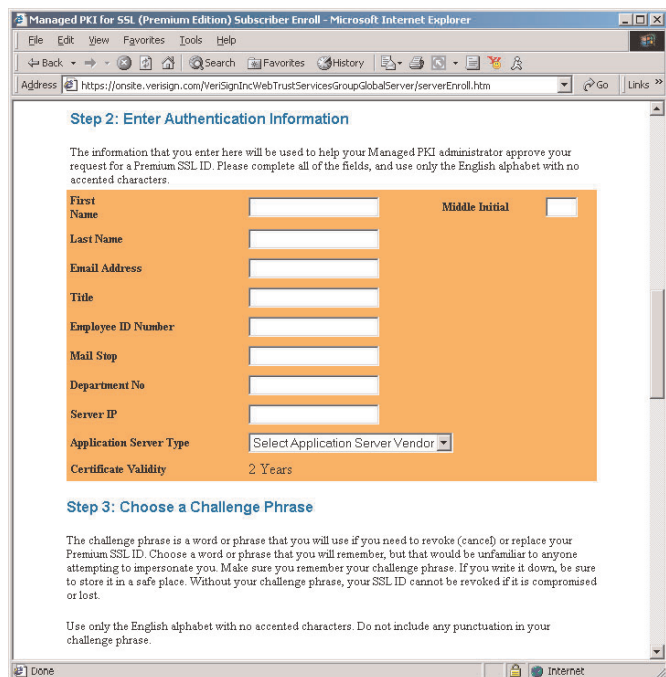 Managed PKI for SSL (Premium Edition) Subscriber Enroll - Microsoft Internet Explorer
File Edit View Favorites Tools Help
Back Search Favorites History
Address https://onsite.verisign.com/VeriSignIncWebTrustServicesGroupGlobalServer/serverEnroll.htm Go Links »
Step 2: Enter Authentication Information
The information that you enter here will be used to help your Managed PKI administrator approve your
request for a Premium SSL ID. Please complete all of the fields, and use only the English alphabet with no
accented characters.
First
Name
Middle Initial
Last Name
Email Address
Title
Employee ID Number
Mail Stop
Department No
Server IP
Application Server Type Select Application Server Vendor
Certificate Validity 2 Years
Step 3: Choose a Challenge Phrase
The challenge phrase is a word or phrase that you will use if you need to revoke (cancel) or replace your
Premium SSL ID. Choose a word or phrase that you will remember, but that would be unfamiliar to anyone
attempting to impersonate you. Make sure you remember your challenge phrase. If you write it down, be sure
to store it in a safe place. Without your challenge phrase, your SSL ID cannot be revoked if it is compromised
or lost.
Use only the English alphabet with no accented characters. Do not include any punctuation in your
challenge phrase.
Done Internet